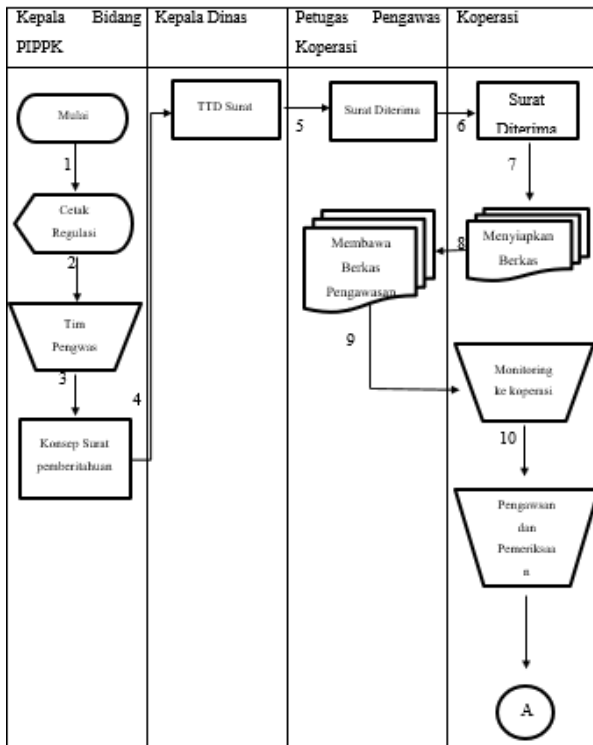 Kepala Bidang
PIPPK
Kepala Dinas
Petugas Pengawas
Koperasi
Koperasi
Mulai
1
Cetak
Regulasi
2
Tim
Pengwas
3
Konsep Surat
pemberitahuan
4
TTD Surat
5
Surat Diterima
6
Surat
Diterima
7
Menyiapkan
Berkas
8
Membawa
Berkas
Pengawasan
9
Monitoring
ke koperasi
10
Pengawsan
dan
Pemeriksaa
n
A